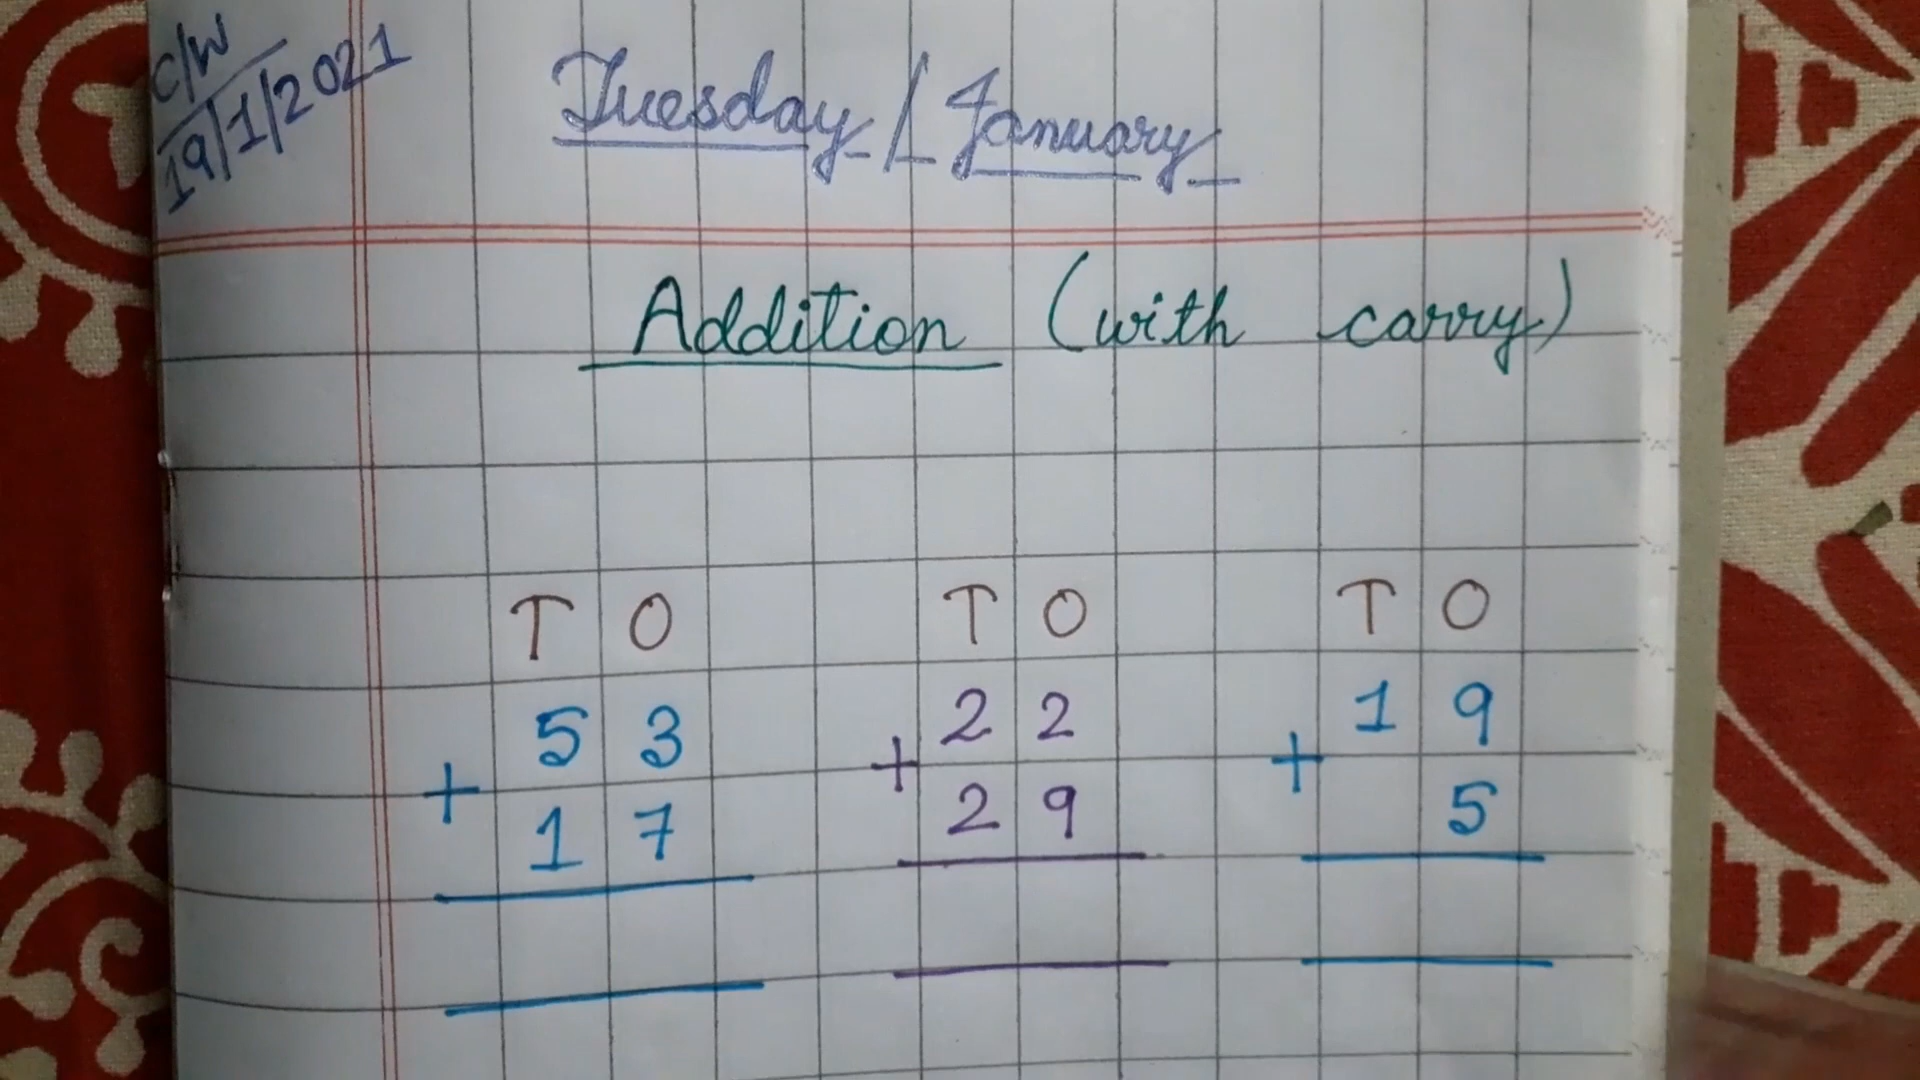 C/W
19/1/2021
Tuesday / January
Addition (with carry)
T O T O T O
5 3 2 2 1 9
+ + +
1 7 2 9 5